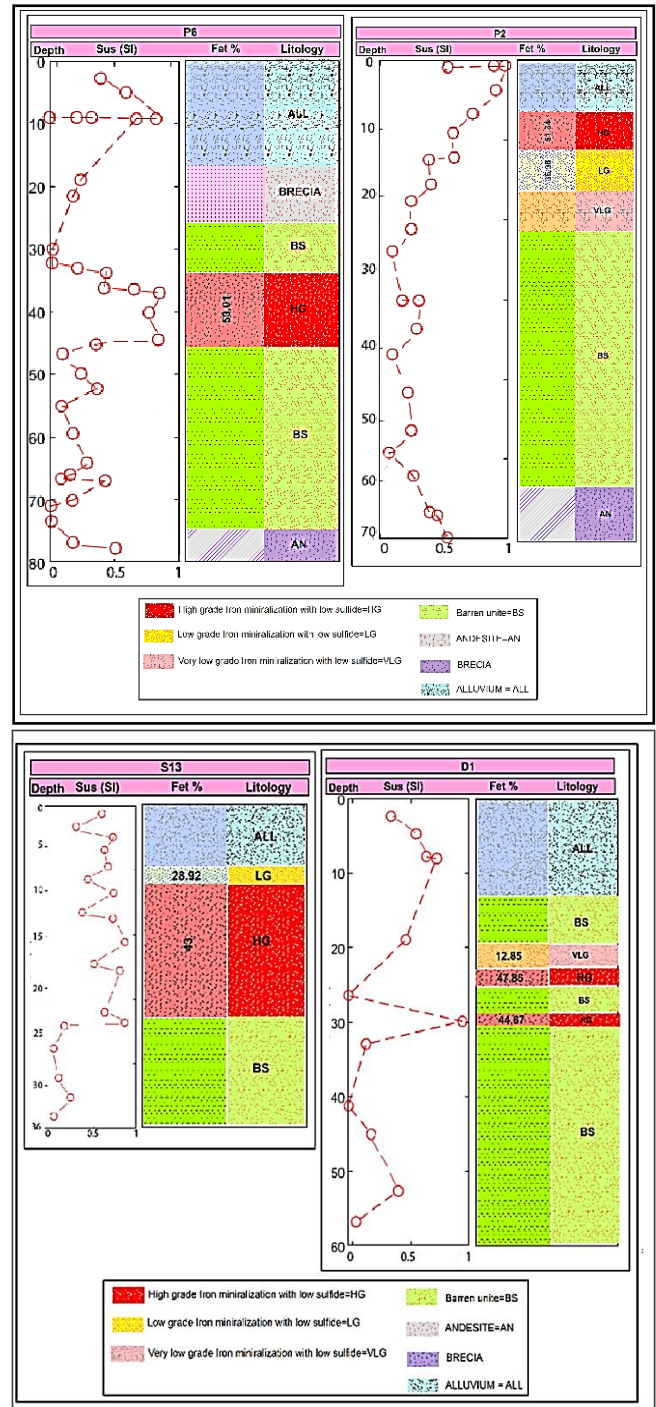 P6
Depth Sus (SI) Fat % Litology
0
10
20
30
40
50
60
70
80
0 0.5 1
ALL
BRECIA
BS
HG
BS
AN
P2
Depth Sus (SI) Fet % Litology
0
10
20
30
40
50
60
70
0 0.5 1
ALL
HG
LG
VLG
BS
AN
High grade Iron miniralization with low sulfide=HG
Low grade Iron miniralization with low sulfide=LG
Very low grade Iron miniralization with low sulfide=VLG
Barren unite=BS
ANDESITE=AN
BRECIA
ALLUVIUM = ALL
S13
Depth Sus (SI) Fet % Litology
5
10
15
22
24
30
36
0 0.5 1
ALL
28.92 LG
43 HG
BS
D1
Depth Sus (SI) Fet % Litology
0
10
20
30
40
50
60
0 0.5 1
ALL
BS
12.85 VLG
47.85 HG
BS
44.67
BS
High grade Iron miniralization with low sulfide=HG
Low grade Iron miniralization with low sulfide=LG
Very low grade Iron miniralization with low sulfide=VLG
Barren unite=BS
ANDESITE=AN
BRECIA
ALLUVIUM = ALL